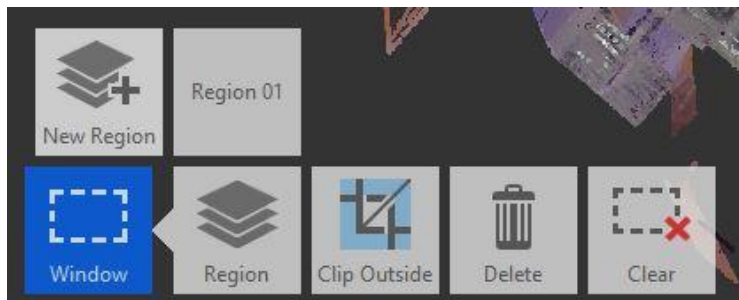 New Region
Region 01
Window
Region
Clip Outside
Delete
Clear